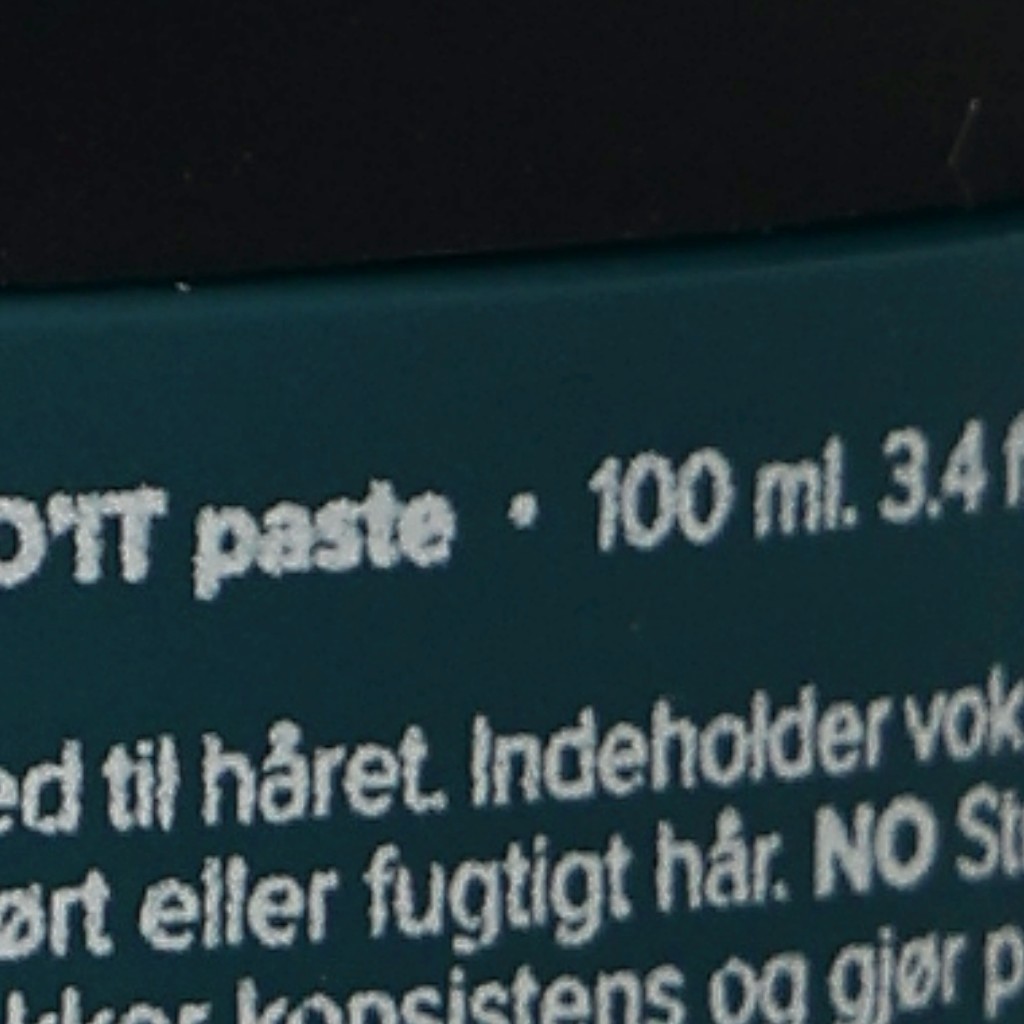 O'IT paste • 100 ml. 3.4 f
ed til håret. Indeholder vok
ørt eller fugtigt hår. NO St
kker konsistens og gjør p